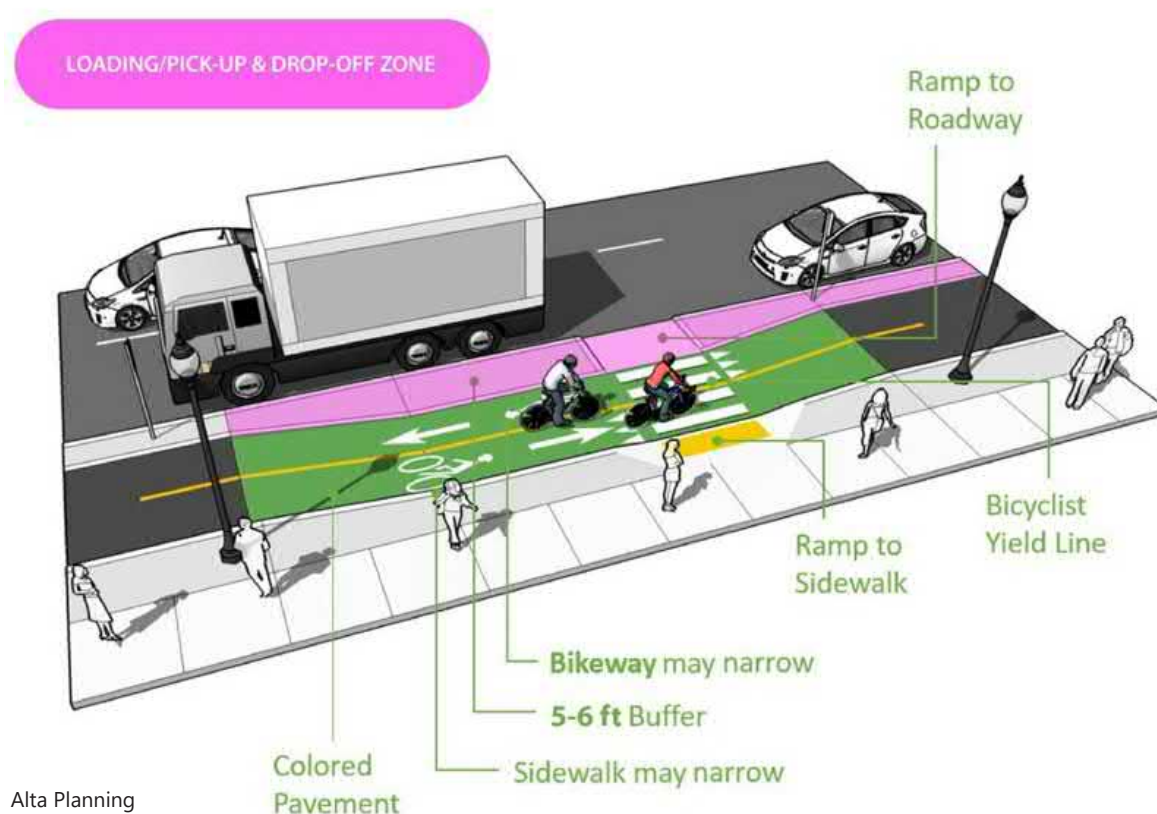 LOADING/PICK-UP & DROP-OFF ZONE
Ramp to
Roadway
Bicyclist
Yield Line
Ramp to
Sidewalk
Bikeway may narrow
5-6 ft Buffer
Sidewalk may narrow
Colored
Pavement
Alta Planning